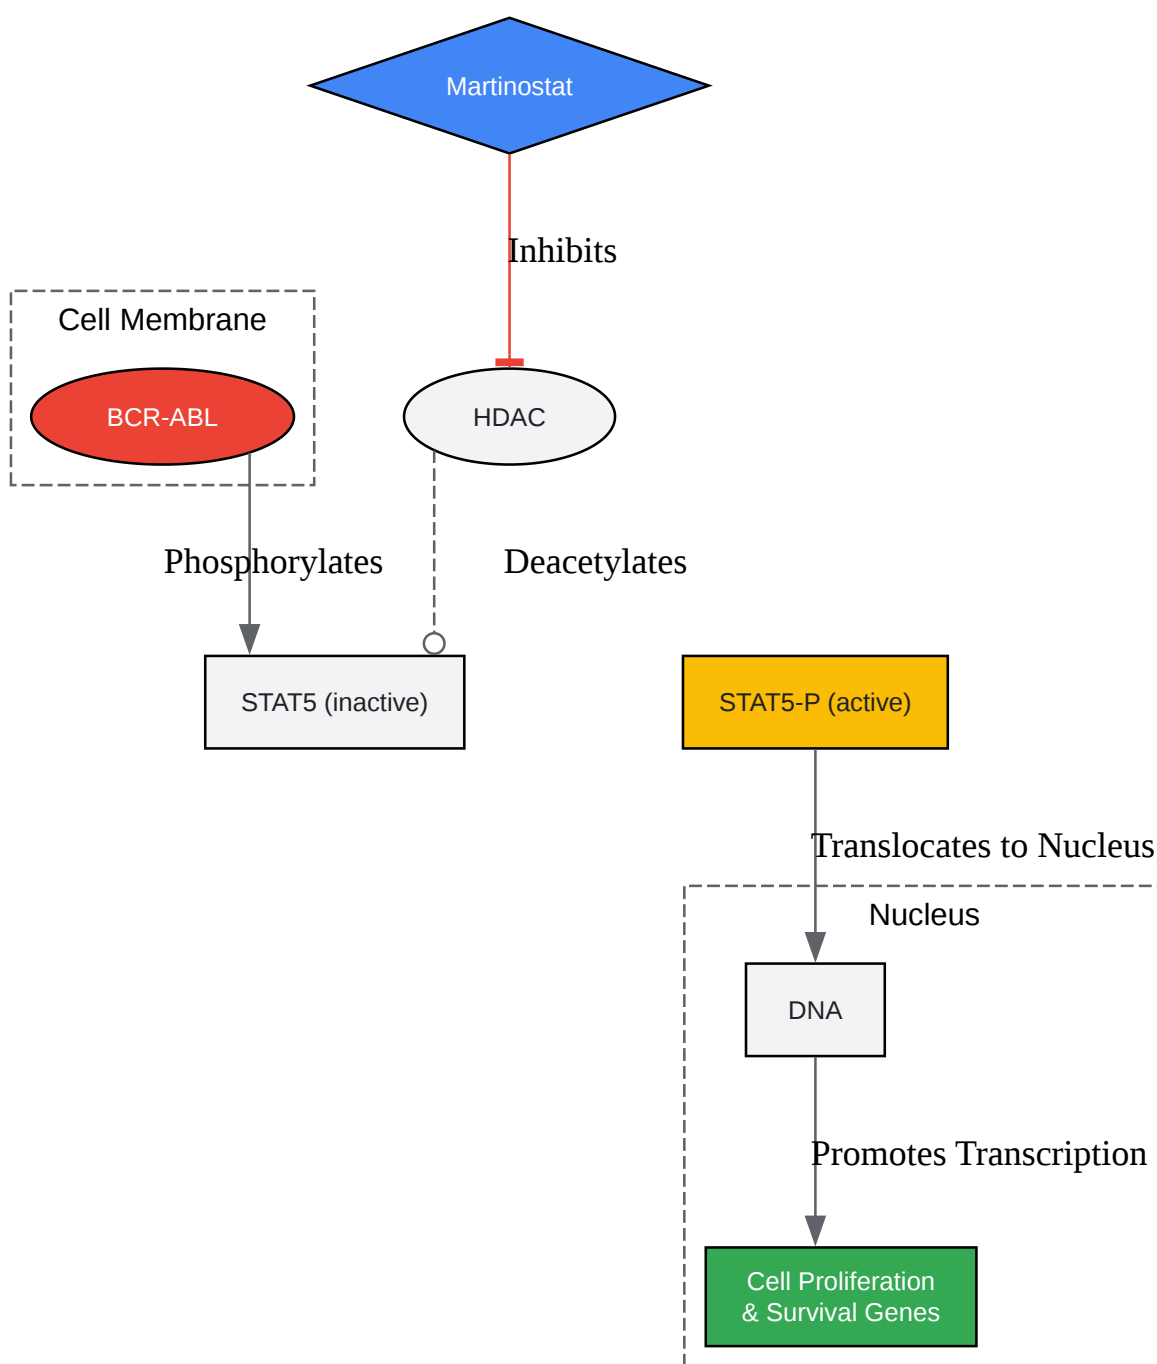 Martinostat
Inhibits
Cell Membrane
BCR-ABL
HDAC
Phosphorylates
Deacetylates
STAT5 (inactive)
STAT5-P (active)
Translocates to Nucleus
Nucleus
DNA
Promotes Transcription
Cell Proliferation
& Survival Genes